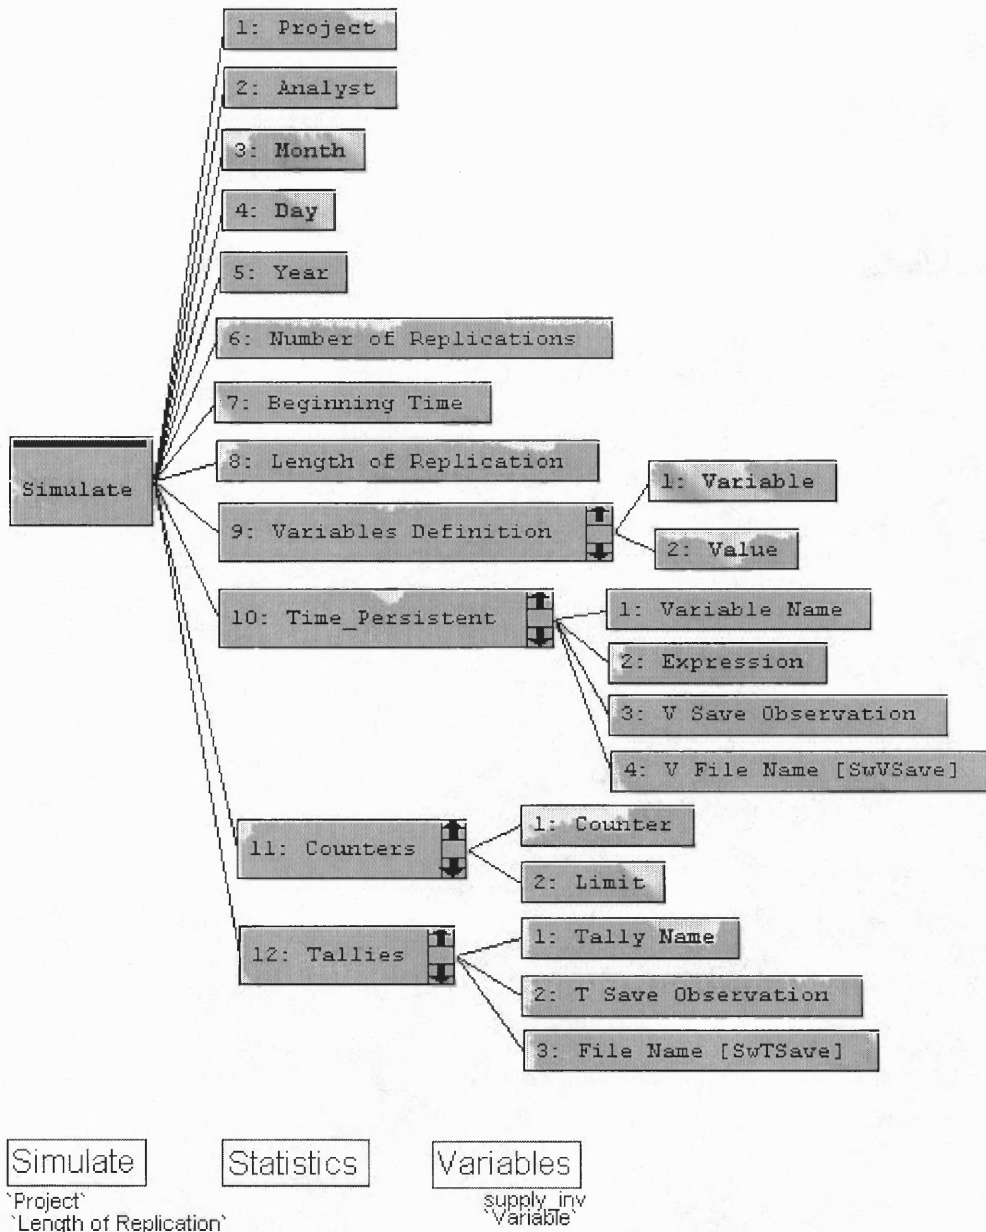 1: Project
2: Analyst
3: Month
4: Day
5: Year
6: Number of Replications
7: Beginning Time
8: Length of Replication
Simulate
9: Variables Definition
1: Variable
2: Value
10: Time_Persistent
1: Variable Name
2: Expression
3: V Save Observation
4: V File Name [SwVSave]
11: Counters
1: Counter
2: Limit
12: Tallies
1: Tally Name
2: T Save Observation
3: File Name [SwTSave]
Simulate
Statistics
Variables
`Project`
`Length of Replication`
supply_inv
`Variable`